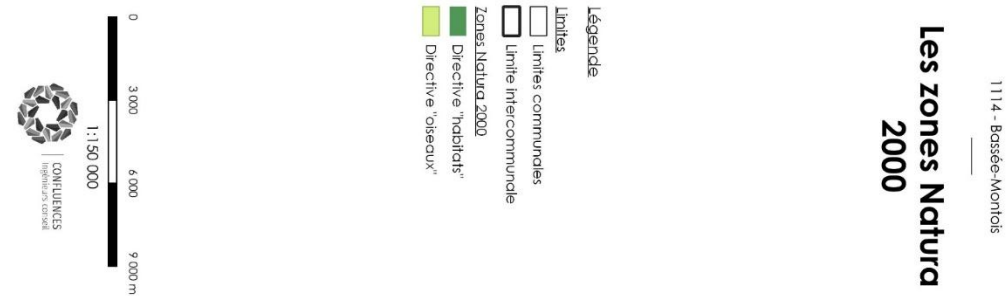 1114 - Bassée-Montois
Les zones Natura
2000
Légende
Limites
Limites communales
Limite intercommunale
Zones Natura 2000
Directive "habitats"
Directive "oiseaux"
0 3 000 6 000 9 000 m
1:150 000
CONFLUENCES
Ingénieurs conseil